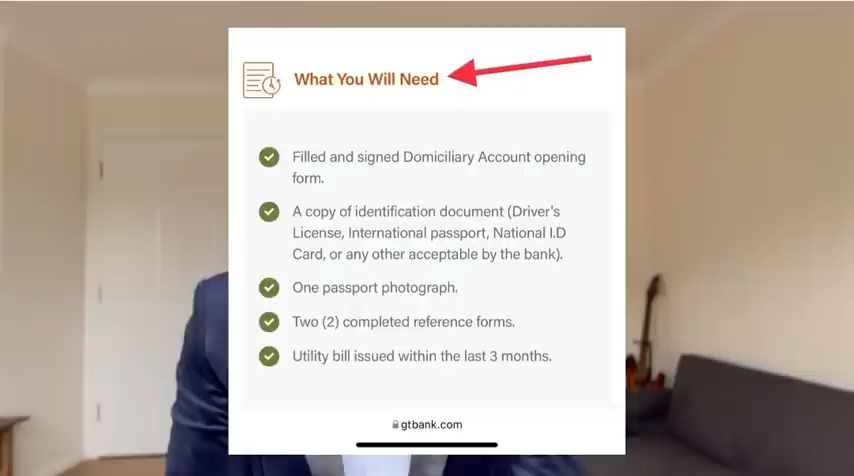 What You Will Need
Filled and signed Domiciliary Account opening
form.
A copy of identification document (Driver's
License, International passport, National I.D
Card, or any other acceptable by the bank).
One passport photograph.
Two (2) completed reference forms.
Utility bill issued within the last 3 months.
gtbank.com